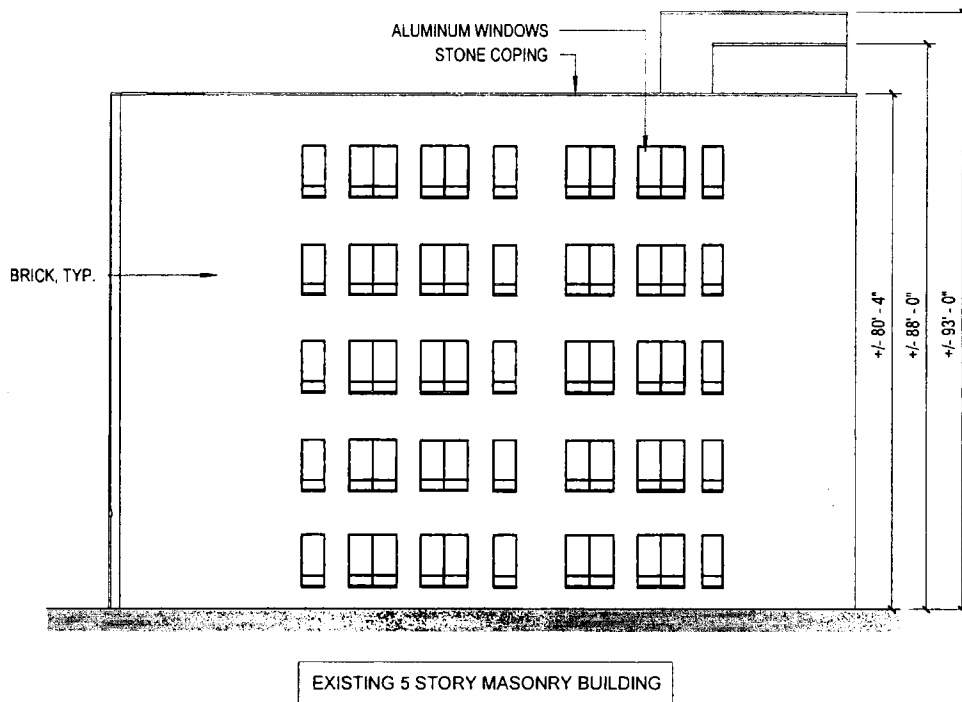 ALUMINUM WINDOWS
STONE COPING
BRICK, TYP.
+/- 80' - 4"
+/- 88' - 0"
+/- 93' - 0"
EXISTING 5 STORY MASONRY BUILDING